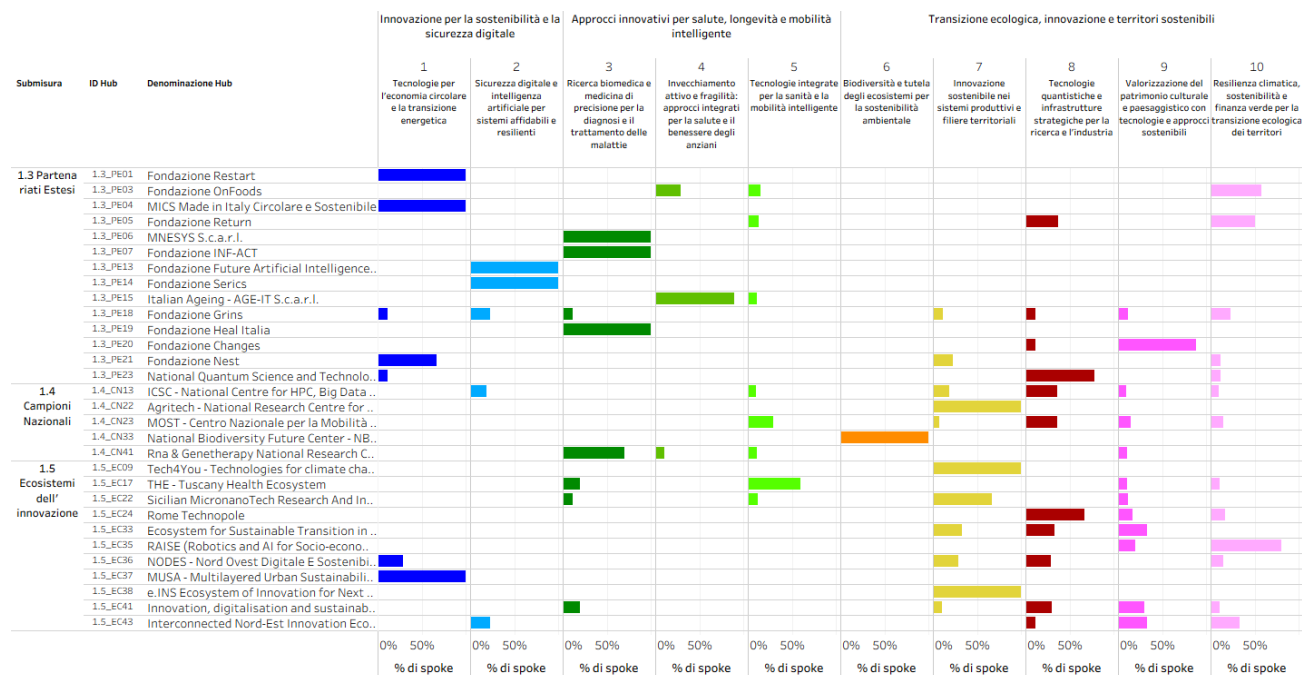 Innovazione per la sostenibilità e la
sicurezza digitale
Approcci innovativi per salute, longevità e mobilità
intelligente
Transizione ecologica, innovazione e territori sostenibili
Submisura
ID Hub
Denominazione Hub
1
Tecnologie per
l'economia circolare
e la transizione
energetica
2
Sicurezza digitale e
intelligenza
artificiale per
sistemi affidabili e
resilienti
3
Ricerca biomedica e
medicina di
precisione per la
diagnosi e il
trattamento delle
malattie
4
Invecchiamento
attivo e fragilità:
approcci integrati
per la salute e il
benessere degli
anziani
5
Tecnologie integrate
per la sanità e la
mobilità intelligente
6
Biodiversità e tutela
degli ecosistemi per
la sostenibilità
ambientale
7
Innovazione
sostenibile nei
sistemi produttivi e
filiere territoriali
8
Tecnologie
quantistiche e
infrastrutture
strategiche per la
ricerca e l'industria
9
Valorizzazione del
patrimonio culturale
e paesaggistico con
tecnologie e approcci
sostenibili
10
Resilienza climatica,
sostenibilità e
finanza verde per la
transizione ecologica
dei territori
1.3 Partena
riati Estesi
1.3_PE01 Fondazione Restart
1.3_PE03 Fondazione OnFoods
1.3_PE04 MICS Made in Italy Circolare e Sostenibile
1.3_PE05 Fondazione Return
1.3_PE06 MNESYS S.c.a.r.l.
1.3_PE07 Fondazione INF-ACT
1.3_PE13 Fondazione Future Artificial Intelligence..
1.3_PE14 Fondazione Serics
1.3_PE15 Italian Ageing - AGE-IT S.c.a.r.l.
1.3_PE18 Fondazione Grins
1.3_PE19 Fondazione Heal Italia
1.3_PE20 Fondazione Changes
1.3_PE21 Fondazione Nest
1.3_PE23 National Quantum Science and Technolo..
1.4
Campioni
Nazionali
1.4_CN13 ICSC - National Centre for HPC, Big Data ..
1.4_CN22 Agritech - National Research Centre for ..
1.4_CN23 MOST - Centro Nazionale per la Mobilità ..
1.4_CN33 National Biodiversity Future Center - NB..
1.4_CN41 Rna & Genetherapy National Research C..
1.5
Ecosistemi
dell'
innovazione
1.5_EC09 Tech4You - Technologies for climate cha..
1.5_EC17 THE - Tuscany Health Ecosystem
1.5_EC22 Sicilian MicronanoTech Research And In..
1.5_EC24 Rome Technopole
1.5_EC33 Ecosystem for Sustainable Transition in ..
1.5_EC35 RAISE (Robotics and AI for Socio-econo..
1.5_EC36 NODES - Nord Ovest Digitale E Sostenibi..
1.5_EC37 MUSA - Multilayered Urban Sustainabili..
1.5_EC38 e.INS Ecosystem of Innovation for Next ..
1.5_EC41 Innovation, digitalisation and sustainab..
1.5_EC43 Interconnected Nord-Est Innovation Eco..
0% 50% 0% 50% 0% 50% 0% 50% 0% 50% 0% 50% 0% 50% 0% 50% 0% 50% 0% 50%
% di spoke % di spoke % di spoke % di spoke % di spoke % di spoke % di spoke % di spoke % di spoke % di spoke